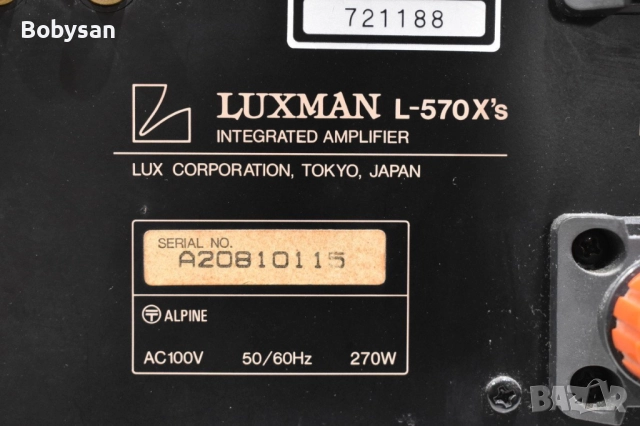 Bobysan
721188
LUXMAN L-570X's
INTEGRATED AMPLIFIER
LUX CORPORATION, TOKYO, JAPAN
SERIAL NO.
A20810115
ALPINE
AC100V 50/60Hz 270W
BAZAR